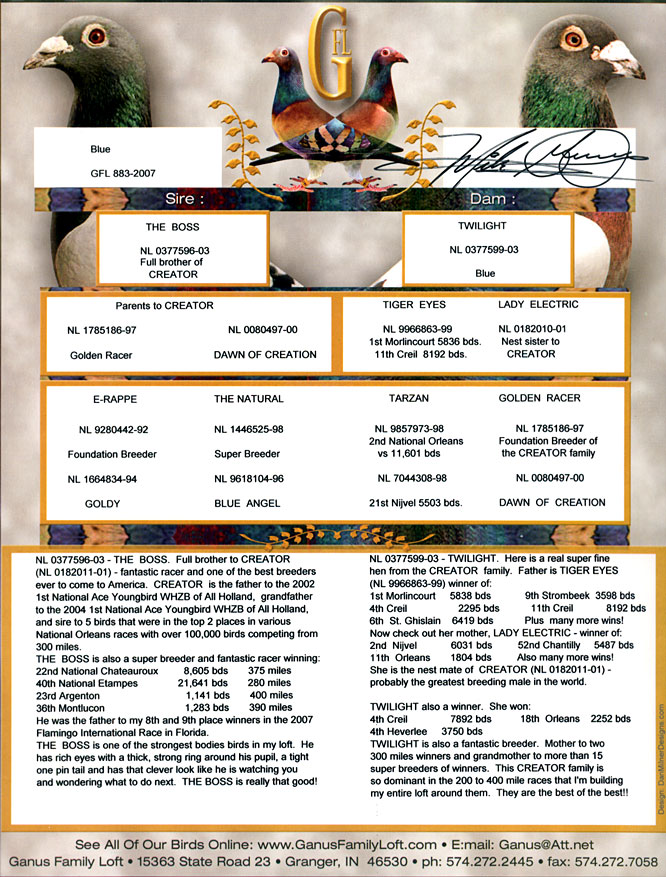 GFL
Blue
GFL 883-2007
Sire :
Dam :
THE BOSS
NL 0377596-03
Full brother of
CREATOR
TWILIGHT
NL 0377599-03
Blue
Parents to CREATOR
NL 1785186-97
NL 0080497-00
Golden Racer
DAWN OF CREATION
TIGER EYES
LADY ELECTRIC
NL 9966863-99
NL 0182010-01
1st Morlincourt 5836 bds.
Nest sister to
11th Creil 8192 bds.
CREATOR
E-RAPPE
THE NATURAL
TARZAN
GOLDEN RACER
NL 9280442-92
NL 1446525-98
NL 9857973-98
NL 1785186-97
Foundation Breeder
Super Breeder
2nd National Orleans
vs 11,601 bds
Foundation Breeder of
the CREATOR family
NL 1664834-94
NL 9618104-96
NL 7044308-98
NL 0080497-00
GOLDY
BLUE ANGEL
21st Nijvel 5503 bds.
DAWN OF CREATION
NL 0377596-03 - THE BOSS. Full brother to CREATOR
(NL 0182011-01) - fantastic racer and one of the best breeders
ever to come to America. CREATOR is the father to the 2002
1st National Ace Youngbird WHZB of All Holland, grandfather
to the 2004 1st National Ace Youngbird WHZB of All Holland,
and sire to 5 birds that were in the top 2 places in various
National Orleans races with over 100,000 birds competing from
300 miles.
THE BOSS is also a super breeder and fantastic racer winning:
22nd National Chateauroux 8,605 bds 375 miles
40th National Etampes 21,641 bds 280 miles
23rd Argenton 1,141 bds 400 miles
36th Montlucon 1,283 bds 390 miles
He was the father to my 8th and 9th place winners in the 2007
Flamingo International Race in Florida.
THE BOSS is one of the strongest bodies birds in my loft. He
has rich eyes with a thick, strong ring around his pupil, a tight
one pin tail and has that clever look like he is watching you
and wondering what to do next. THE BOSS is really that good!
NL 0377599-03 - TWILIGHT. Here is a real super fine
hen from the CREATOR family. Father is TIGER EYES
(NL 9966863-99) winner of:
1st Morlincourt 5838 bds 9th Strombeek 3598 bds
4th Creil 2295 bds 11th Creil 8192 bds
6th St. Ghislain 6419 bds Plus many more wins!
Now check out her mother, LADY ELECTRIC - winner of:
2nd Nijvel 6031 bds 52nd Chantilly 5487 bds
11th Orleans 1804 bds Also many more wins!
She is the nest mate of CREATOR (NL 0182011-01) -
probably the greatest breeding male in the world.
TWILIGHT also a winner. She won:
4th Creil 7892 bds 18th Orleans 2252 bds
4th Heverlee 3750 bds
TWILIGHT is also a fantastic breeder. Mother to two
300 miles winners and grandmother to more than 15
super breeders of winners. This CREATOR family is
so dominant in the 200 to 400 mile races that I'm building
my entire loft around them. They are the best of the best!!
Design: DanMilnerDesigns.com
See All Of Our Birds Online: www.GanusFamilyLoft.com • E:mail: Ganus@Att.net
Ganus Family Loft • 15363 State Road 23 • Granger, IN 46530 • ph: 574.272.2445 • fax: 574.272.7058